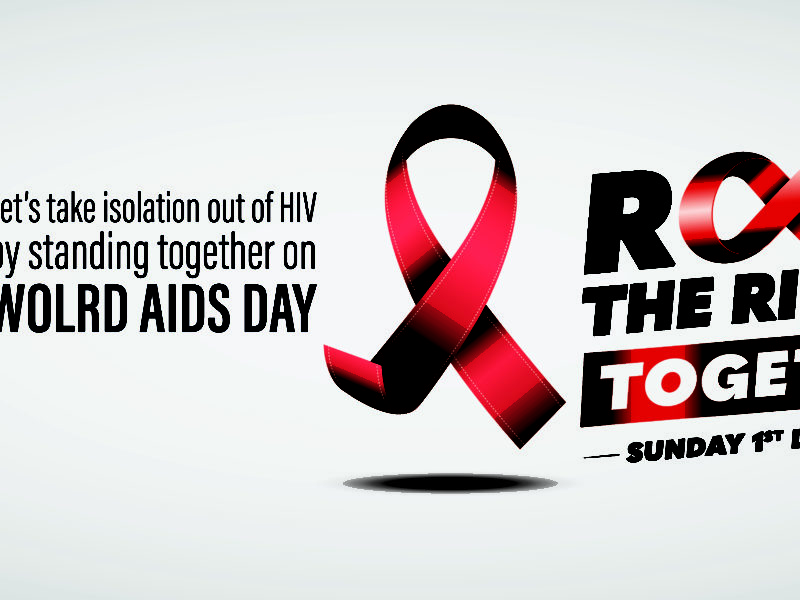 et's take isolation out of HIV
by standing together on
WOLRD AIDS DAY
RO
THE RI
TOGET
SUNDAY 1ST D